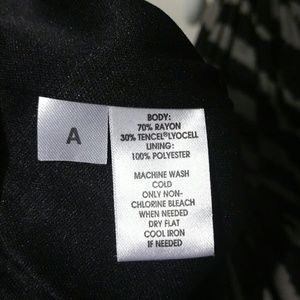 A
BODY:
70% RAYON
30% TENCEL®LYOCELL
LINING:
100% POLYESTER
MACHINE WASH
COLD
ONLY NON-
CHLORINE BLEACH
WHEN NEEDED
DRY FLAT
COOL IRON
IF NEEDED